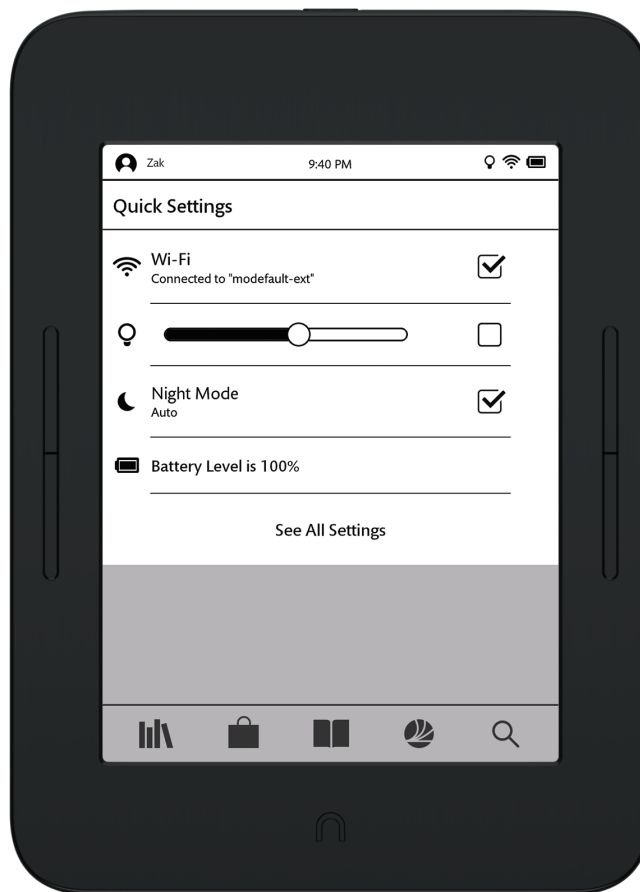 Zak 9:40 PM
Quick Settings
Wi-Fi
Connected to "modefault-ext"
Night Mode
Auto
Battery Level is 100%
See All Settings
n